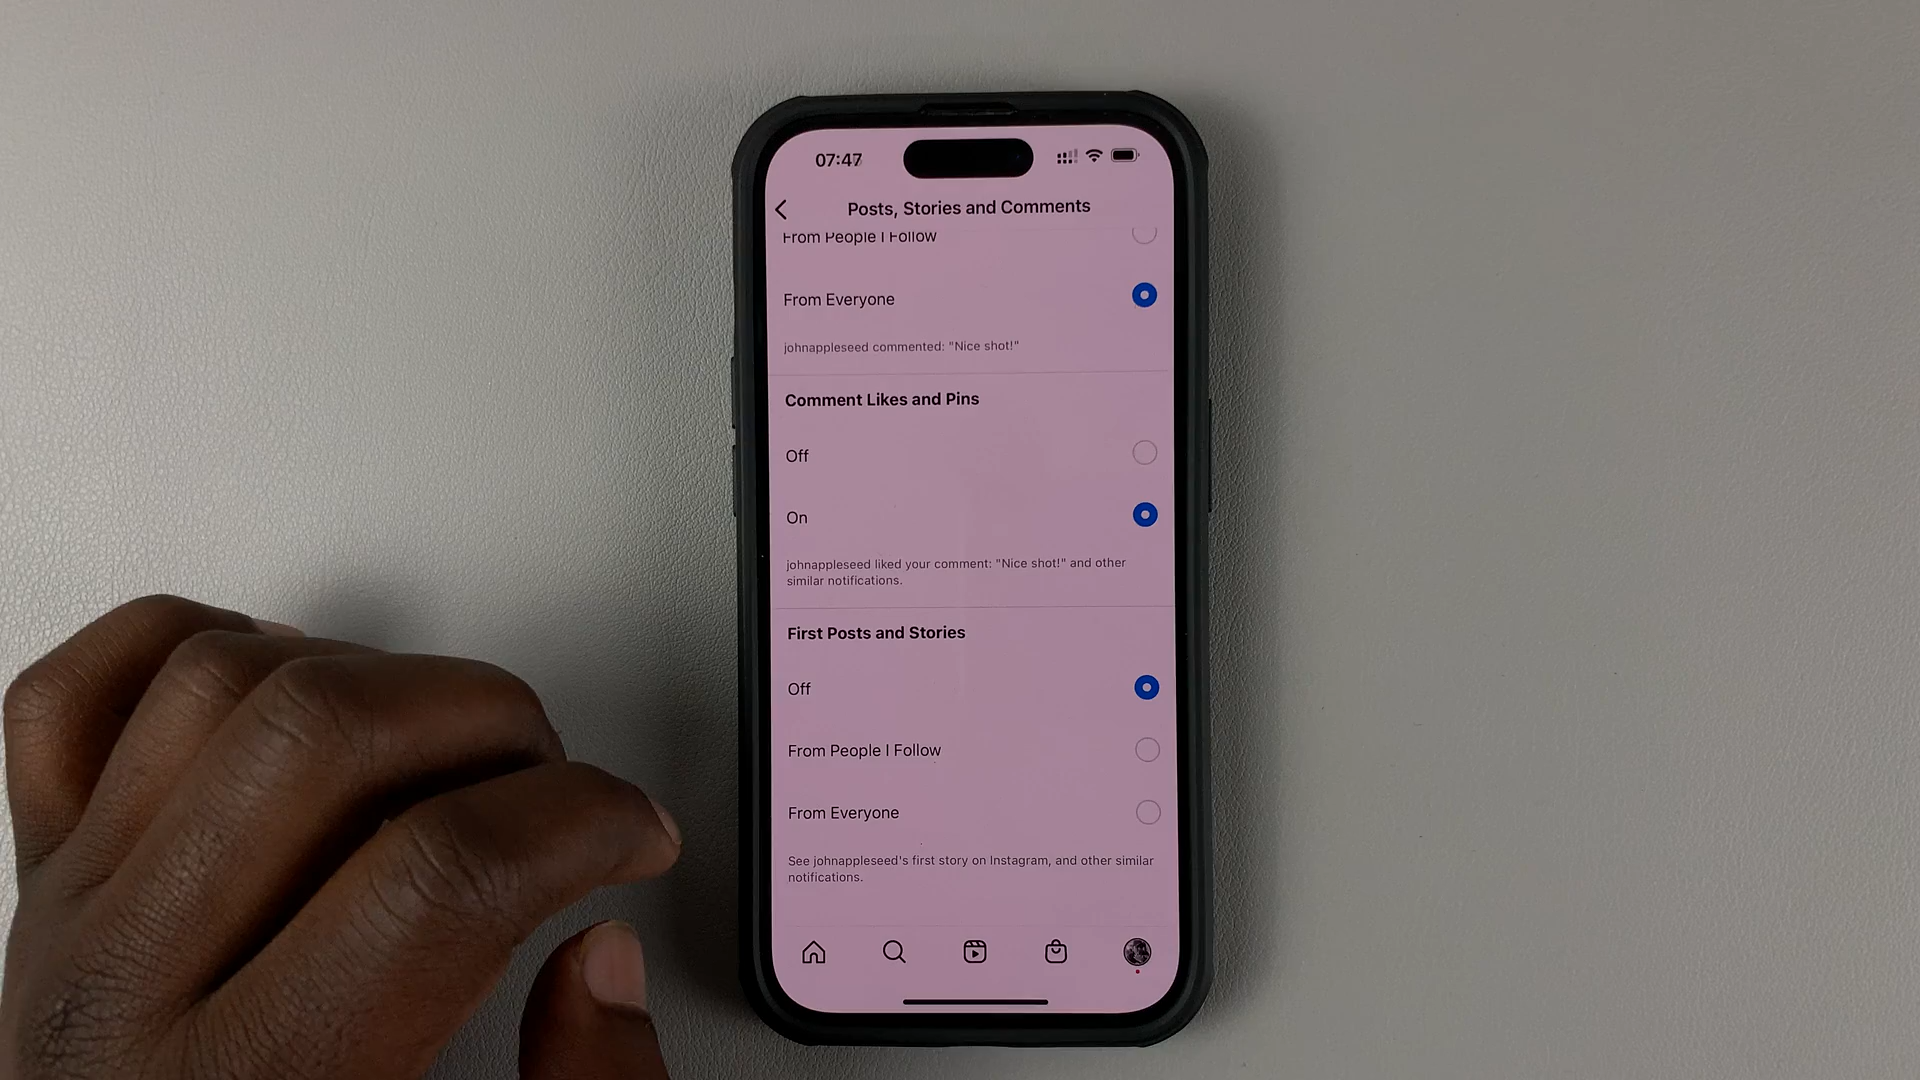 07:47
Posts, Stories and Comments
From People I Follow
From Everyone
johnappleseed commented: "Nice shot!"
Comment Likes and Pins
Off
On
johnappleseed liked your comment: "Nice shot!" and other
similar notifications.
First Posts and Stories
Off
From People I Follow
From Everyone
See johnappleseed's first story on Instagram, and other similar
notifications.